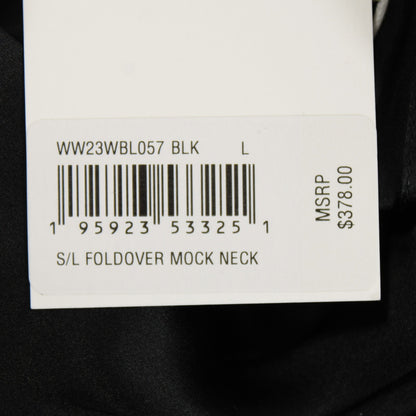 WW23WBL057 BLK L
1 95923 53325 1
S/L FOLDOVER MOCK NECK
MSRP
$378.00